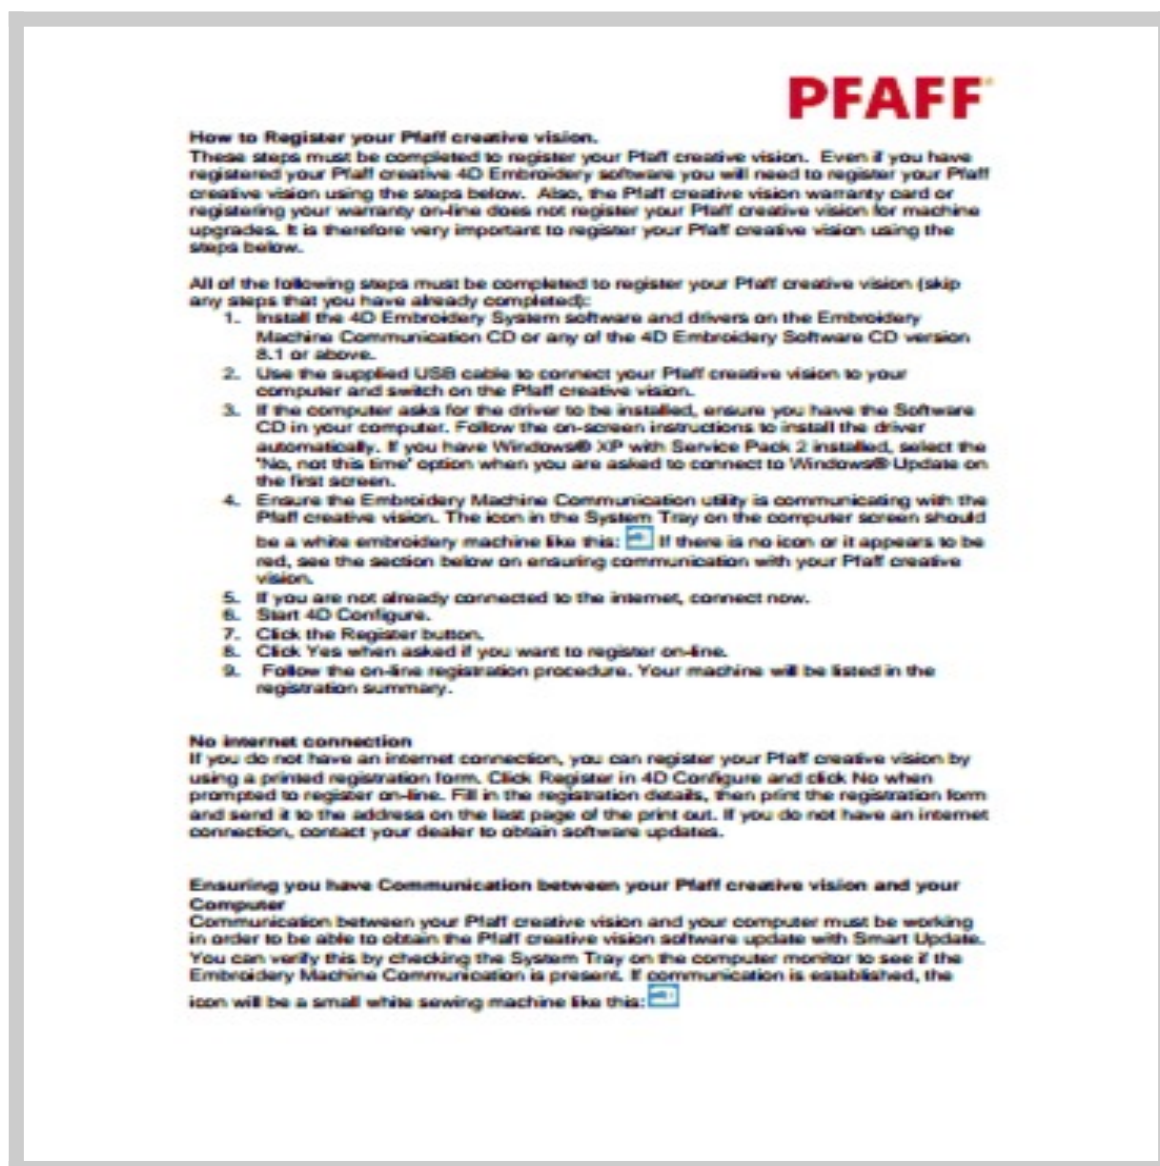 PFAFF
How to Register your Pfaff creative vision.
These steps must be completed to register your Pfaff creative vision.  Even if you have
registered your Pfaff creative 4D Embroidery software you will need to register your Pfaff
creative vision using the steps below.  Also, the Pfaff creative vision warranty card or
registering your warranty on-line does not register your Pfaff creative vision for machine
upgrades. It is therefore very important to register your Pfaff creative vision using the
steps below.
All of the following steps must be completed to register your Pfaff creative vision (skip
any steps that you have already completed):
1. Install the 4D Embroidery System software and drivers on the Embroidery
Machine Communication CD or any of the 4D Embroidery Software CD version
8.1 or above.
2. Use the supplied USB cable to connect your Pfaff creative vision to your
computer and switch on the Pfaff creative vision.
3. If the computer asks for the driver to be installed, ensure you have the Software
CD in your computer. Follow the on-screen instructions to install the driver
automatically. If you have Windows® XP with Service Pack 2 installed, select the
'No, not this time' option when you are asked to connect to Windows® Update on
the first screen.
4. Ensure the Embroidery Machine Communication utility is communicating with the
Pfaff creative vision. The icon in the System Tray on the computer screen should
be a white embroidery machine like this: If there is no icon or it appears to be
red, see the section below on ensuring communication with your Pfaff creative
vision.
5. If you are not already connected to the internet, connect now.
6. Start 4D Configure.
7. Click the Register button.
8. Click Yes when asked if you want to register on-line.
9. Follow the on-line registration procedure. Your machine will be listed in the
registration summary.
No internet connection
If you do not have an internet connection, you can register your Pfaff creative vision by
using a printed registration form. Click Register in 4D Configure and click No when
prompted to register on-line. Fill in the registration details, then print the registration form
and send it to the address on the last page of the print out. If you do not have an internet
connection, contact your dealer to obtain software updates.
Ensuring you have Communication between your Pfaff creative vision and your
Computer
Communication between your Pfaff creative vision and your computer must be working
in order to be able to obtain the Pfaff creative vision software update with Smart Update.
You can verify this by checking the System Tray on the computer monitor to see if the
Embroidery Machine Communication is present. If communication is established, the
icon will be a small white sewing machine like this: